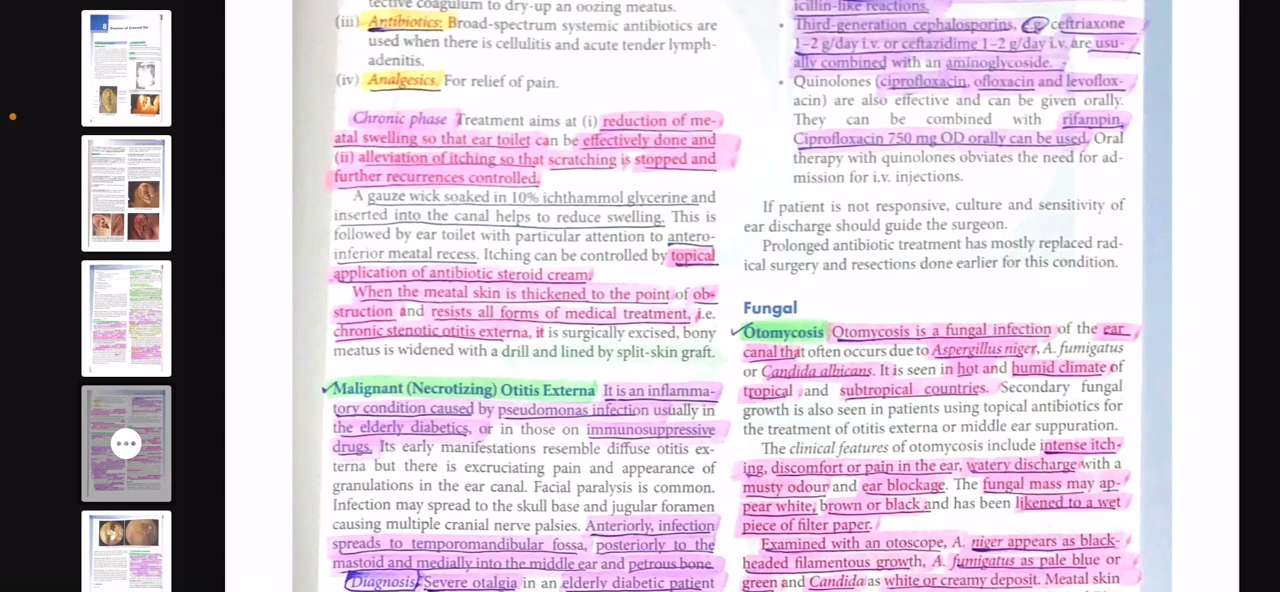 tective coagulum to dry-up an oozing meatus.
(iii) Antibiotics: Broad-spectrum systemic antibiotics are
used when there is cellulitis and acute tender lymph-
adenitis.
(iv) Analgesics. For relief of pain.
Chronic phase Treatment aims at (i) reduction of me-
atal swelling so that ear toilet can be effectively done and
(ii) alleviation of itching so that scratching is stopped and
further recurrences controlled.
A gauze wick soaked in 10% ichthammol glycerine and
inserted into the canal helps to reduce swelling. This is
followed by ear toilet with particular attention to antero-
inferior meatal recess. Itching can be controlled by topical
application of antibiotic steroid cream.
When the meatal skin is thickened to the point of ob-
struction and resists all forms of medical treatment, i.e.
chronic stenotic otitis externa, it is surgically excised, bony
meatus is widened with a drill and lined by split-skin graft.
Malignant (Necrotizing) Otitis Externa It is an inflamma-
tory condition caused by pseudomonas infection usually in
the elderly diabetics, or in those on immunosuppressive
drugs. Its early manifestations resemble diffuse otitis ex-
terna but there is excruciating pain and appearance of
granulations in the ear canal. Facial paralysis is common.
Infection may spread to the skull base and jugular foramen
causing multiple cranial nerve palsies. Anteriorly, infection
spreads to temporomandibular fossa, posteriorly to the
mastoid and medially into the middle ear and petrous bone.
Diagnosis Severe otalgia in an elderly diabetic patient
icillin-like reactions.
• Third-generation cephalosporins, e.g. ceftriaxone
1–2 g/day i.v. or ceftazidime 1–2 g/day i.v. are usu-
ally combined with an aminoglycoside.
• Quinolones (ciprofloxacin, ofloxacin and levoflox-
acin) are also effective and can be given orally.
They can be combined with rifampin.
Ciprofloxacin 750 mg OD orally can be used. Oral
therapy with quinolones obviates the need for ad-
mission for i.v. injections.
If patient is not responsive, culture and sensitivity of
ear discharge should guide the surgeon.
Prolonged antibiotic treatment has mostly replaced rad-
ical surgery and resections done earlier for this condition.
Fungal
Otomycosis Otomycosis is a fungal infection of the ear
canal that often occurs due to Aspergillus niger, A. fumigatus
or Candida albicans. It is seen in hot and humid climate of
tropical and subtropical countries. Secondary fungal
growth is also seen in patients using topical antibiotics for
the treatment of otitis externa or middle ear suppuration.
The clinical features of otomycosis include intense itch-
ing, discomfort or pain in the ear, watery discharge with a
musty odour and ear blockage. The fungal mass may ap-
pear white, brown or black and has been likened to a wet
piece of filter paper.
Examined with an otoscope, A. niger appears as black-
headed filamentous growth, A. fumigatus as pale blue or
green and Candida as white or creamy deposit. Meatal skin